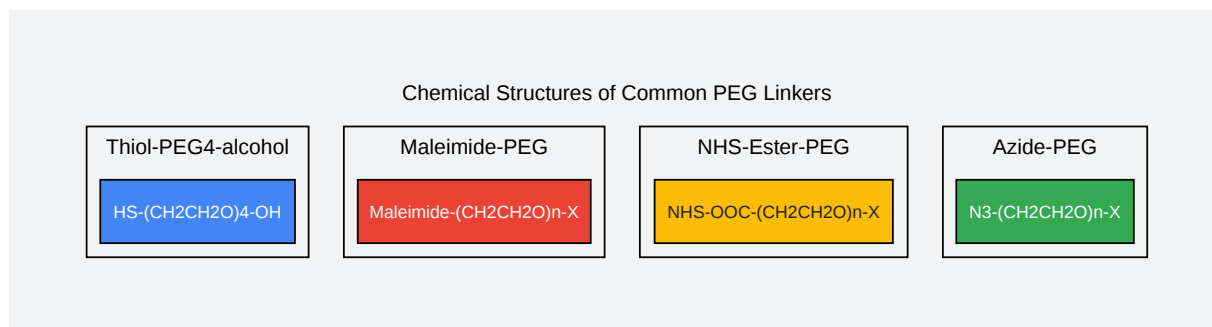 Chemical Structures of Common PEG Linkers
Thiol-PEG4-alcohol
HS-(CH2CH2O)4-OH
Maleimide-PEG
Maleimide-(CH2CH2O)n-X
NHS-Ester-PEG
NHS-OOC-(CH2CH2O)n-X
Azide-PEG
N3-(CH2CH2O)n-X